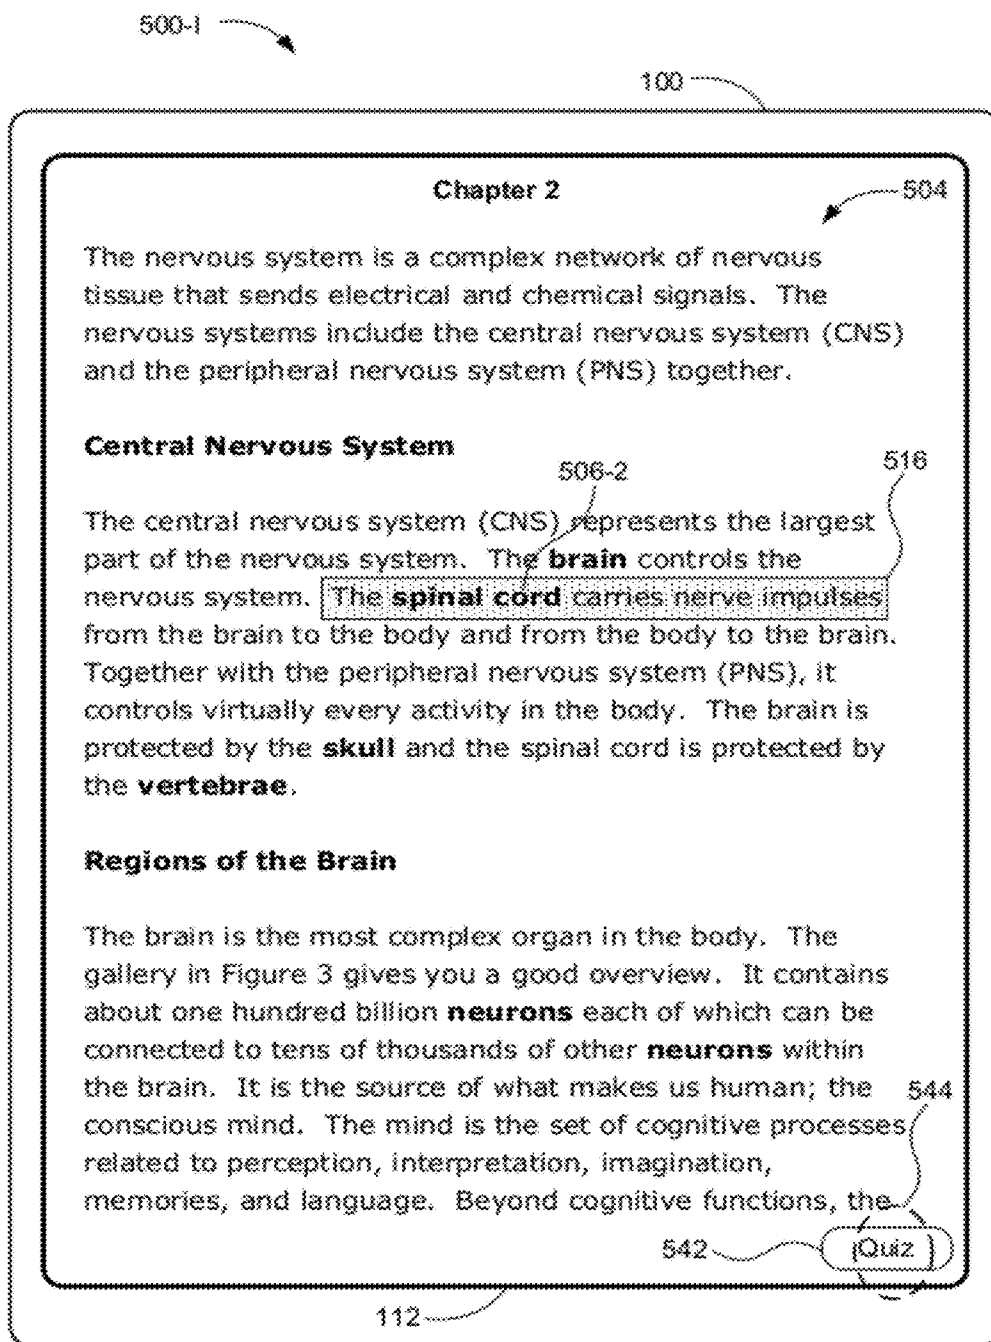 500-I
100
Chapter 2
504
The nervous system is a complex network of nervous
tissue that sends electrical and chemical signals.  The
nervous systems include the central nervous system (CNS)
and the peripheral nervous system (PNS) together.
Central Nervous System
506-2
516
The central nervous system (CNS) represents the largest
part of the nervous system.  The brain controls the
nervous system.  The spinal cord carries nerve impulses
from the brain to the body and from the body to the brain.
Together with the peripheral nervous system (PNS), it
controls virtually every activity in the body.  The brain is
protected by the skull and the spinal cord is protected by
the vertebrae.
Regions of the Brain
The brain is the most complex organ in the body.  The
gallery in Figure 3 gives you a good overview.  It contains
about one hundred billion neurons each of which can be
connected to tens of thousands of other neurons within
the brain.  It is the source of what makes us human; the
544
conscious mind.  The mind is the set of cognitive processes
related to perception, interpretation, imagination,
memories, and language.  Beyond cognitive functions, the
542
Quiz
112